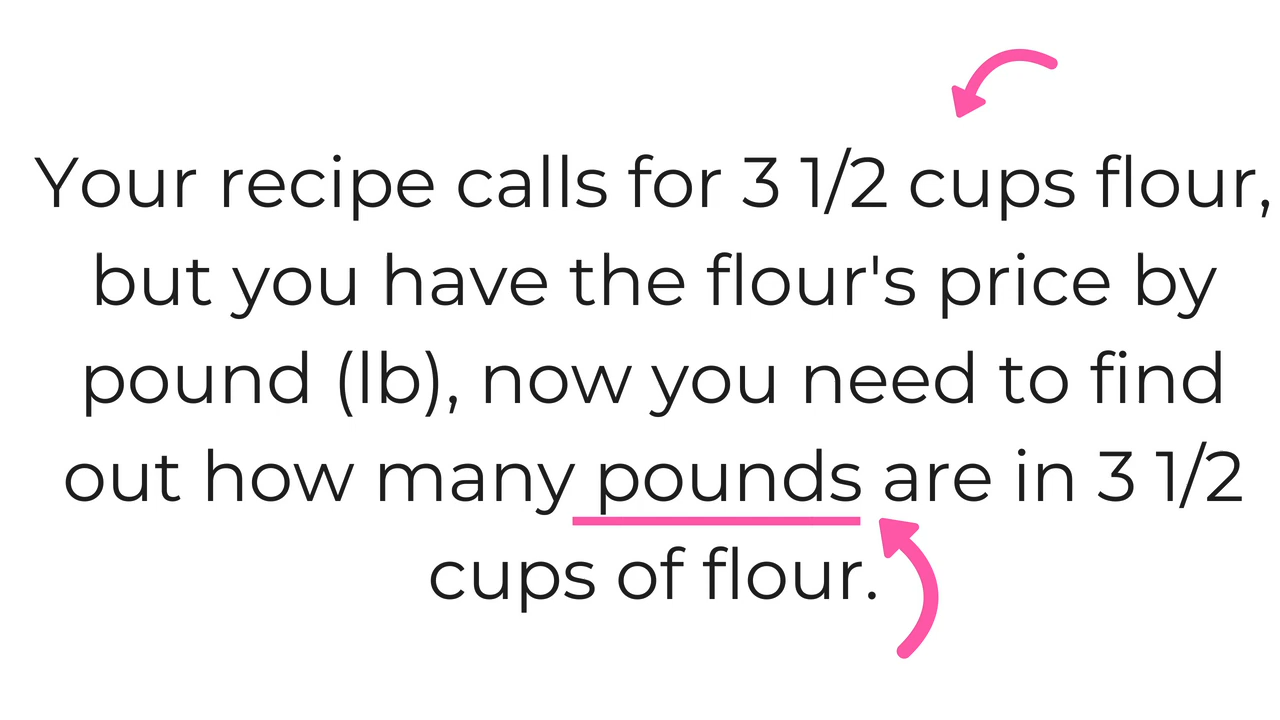 Your recipe calls for 3 1/2 cups flour,
but you have the flour's price by
pound (lb), now you need to find
out how many pounds are in 3 1/2
cups of flour.